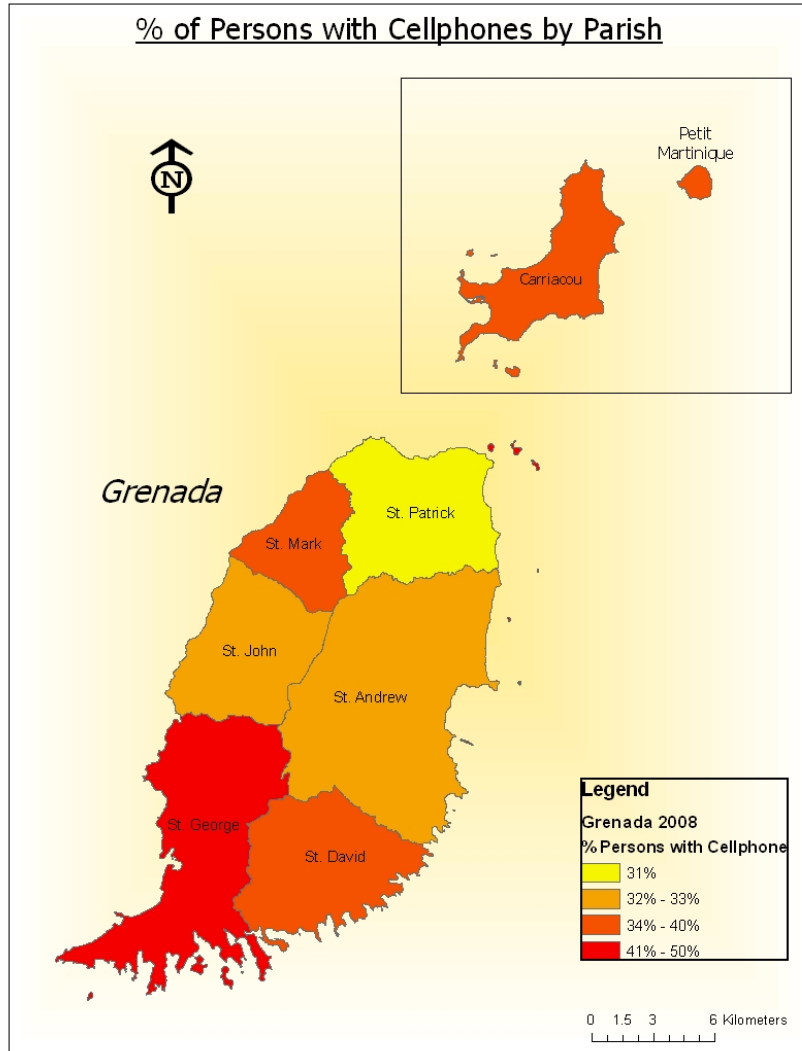 % of Persons with Cellphones by Parish
N
Petit
Martinique
Carriacou
Grenada
St. Patrick
St. Mark
St. John
St. Andrew
St. George
St. David
Legend
Grenada 2008
% Persons with Cellphone
31%
32% - 33%
34% - 40%
41% - 50%
0 1.5 3 6 Kilometers